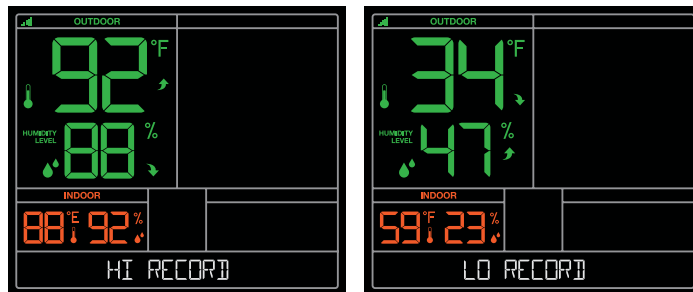 OUTDOOR
92 °F
HUMIDITY LEVEL 88 %
INDOOR
88 °E 92 %
HI RECORD
OUTDOOR
34 °F
HUMIDITY LEVEL 47 %
INDOOR
59 °F 23 %
LO RECORD